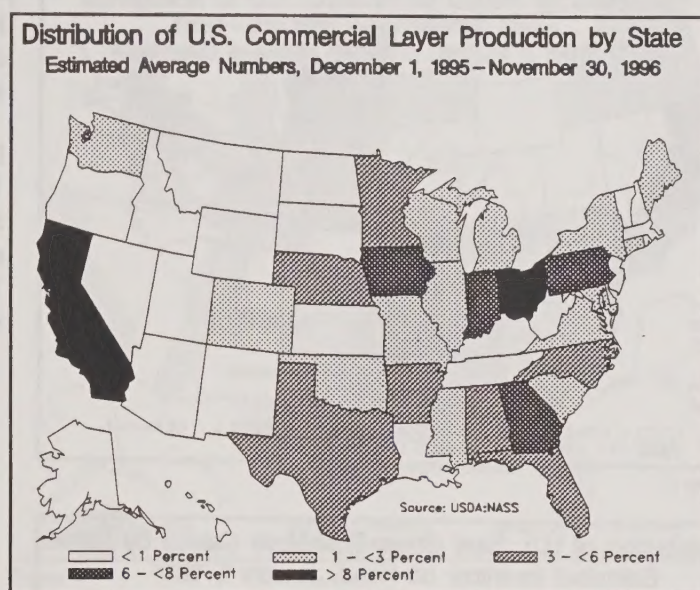 Distribution of U.S. Commercial Layer Production by State
Estimated Average Numbers, December 1, 1995–November 30, 1996
Source: USDA:NASS
< 1 Percent
1 - <3 Percent
3 - <6 Percent
6 - <8 Percent
> 8 Percent